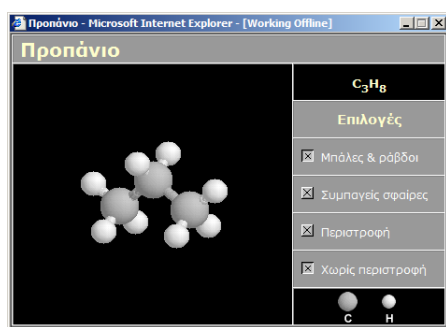 Προπάνιο - Microsoft Internet Explorer - [Working Offline]
Προπάνιο
C₃H₈
Επιλογές
Μπάλες & ράβδοι
Συμπαγείς σφαίρες
Περιστροφή
Χωρίς περιστροφή
C H